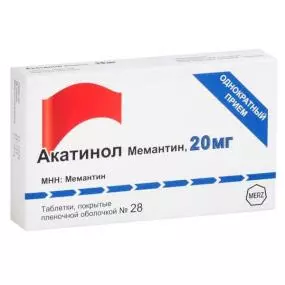 ОДНОКРАТНЫЙ
ПРИЕМ
Акатинол Мемантин, 20мг
МНН: Мемантин
Таблетки, покрытые
пленочной оболочкой № 28
MERZ